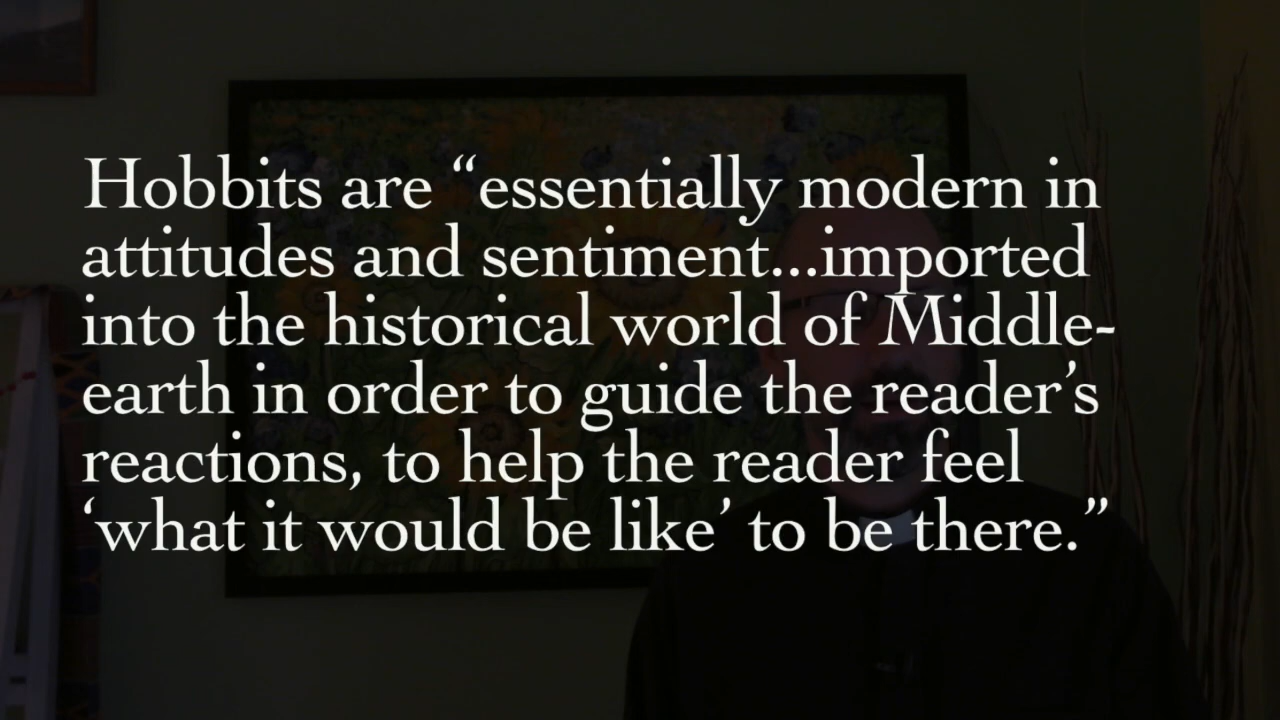 Hobbits are “essentially modern in
attitudes and sentiment...imported
into the historical world of Middle-
earth in order to guide the reader’s
reactions, to help the reader feel
‘what it would be like’ to be there.”